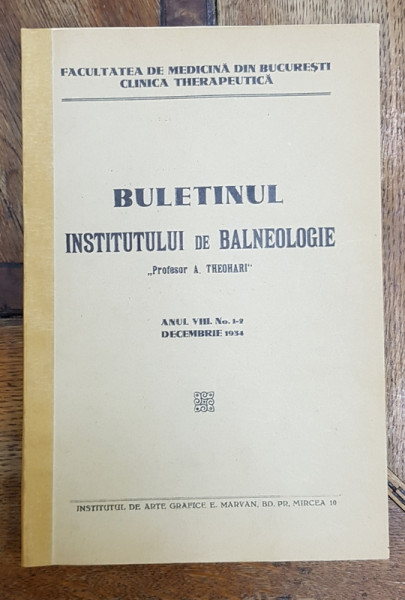 FACULTATEA DE MEDICINĂ DIN BUCUREȘTI
CLINICA THERAPEUTICĂ
BULETINUL
INSTITUTULUI DE BALNEOLOGIE
„Profesor A. THEOHARI"
ANUL VIII. No. 1-2
DECEMBRIE 1934
INSTITUTUL DE ARTE GRAFICE E. MARVAN, BD. PR. MIRCEA 16